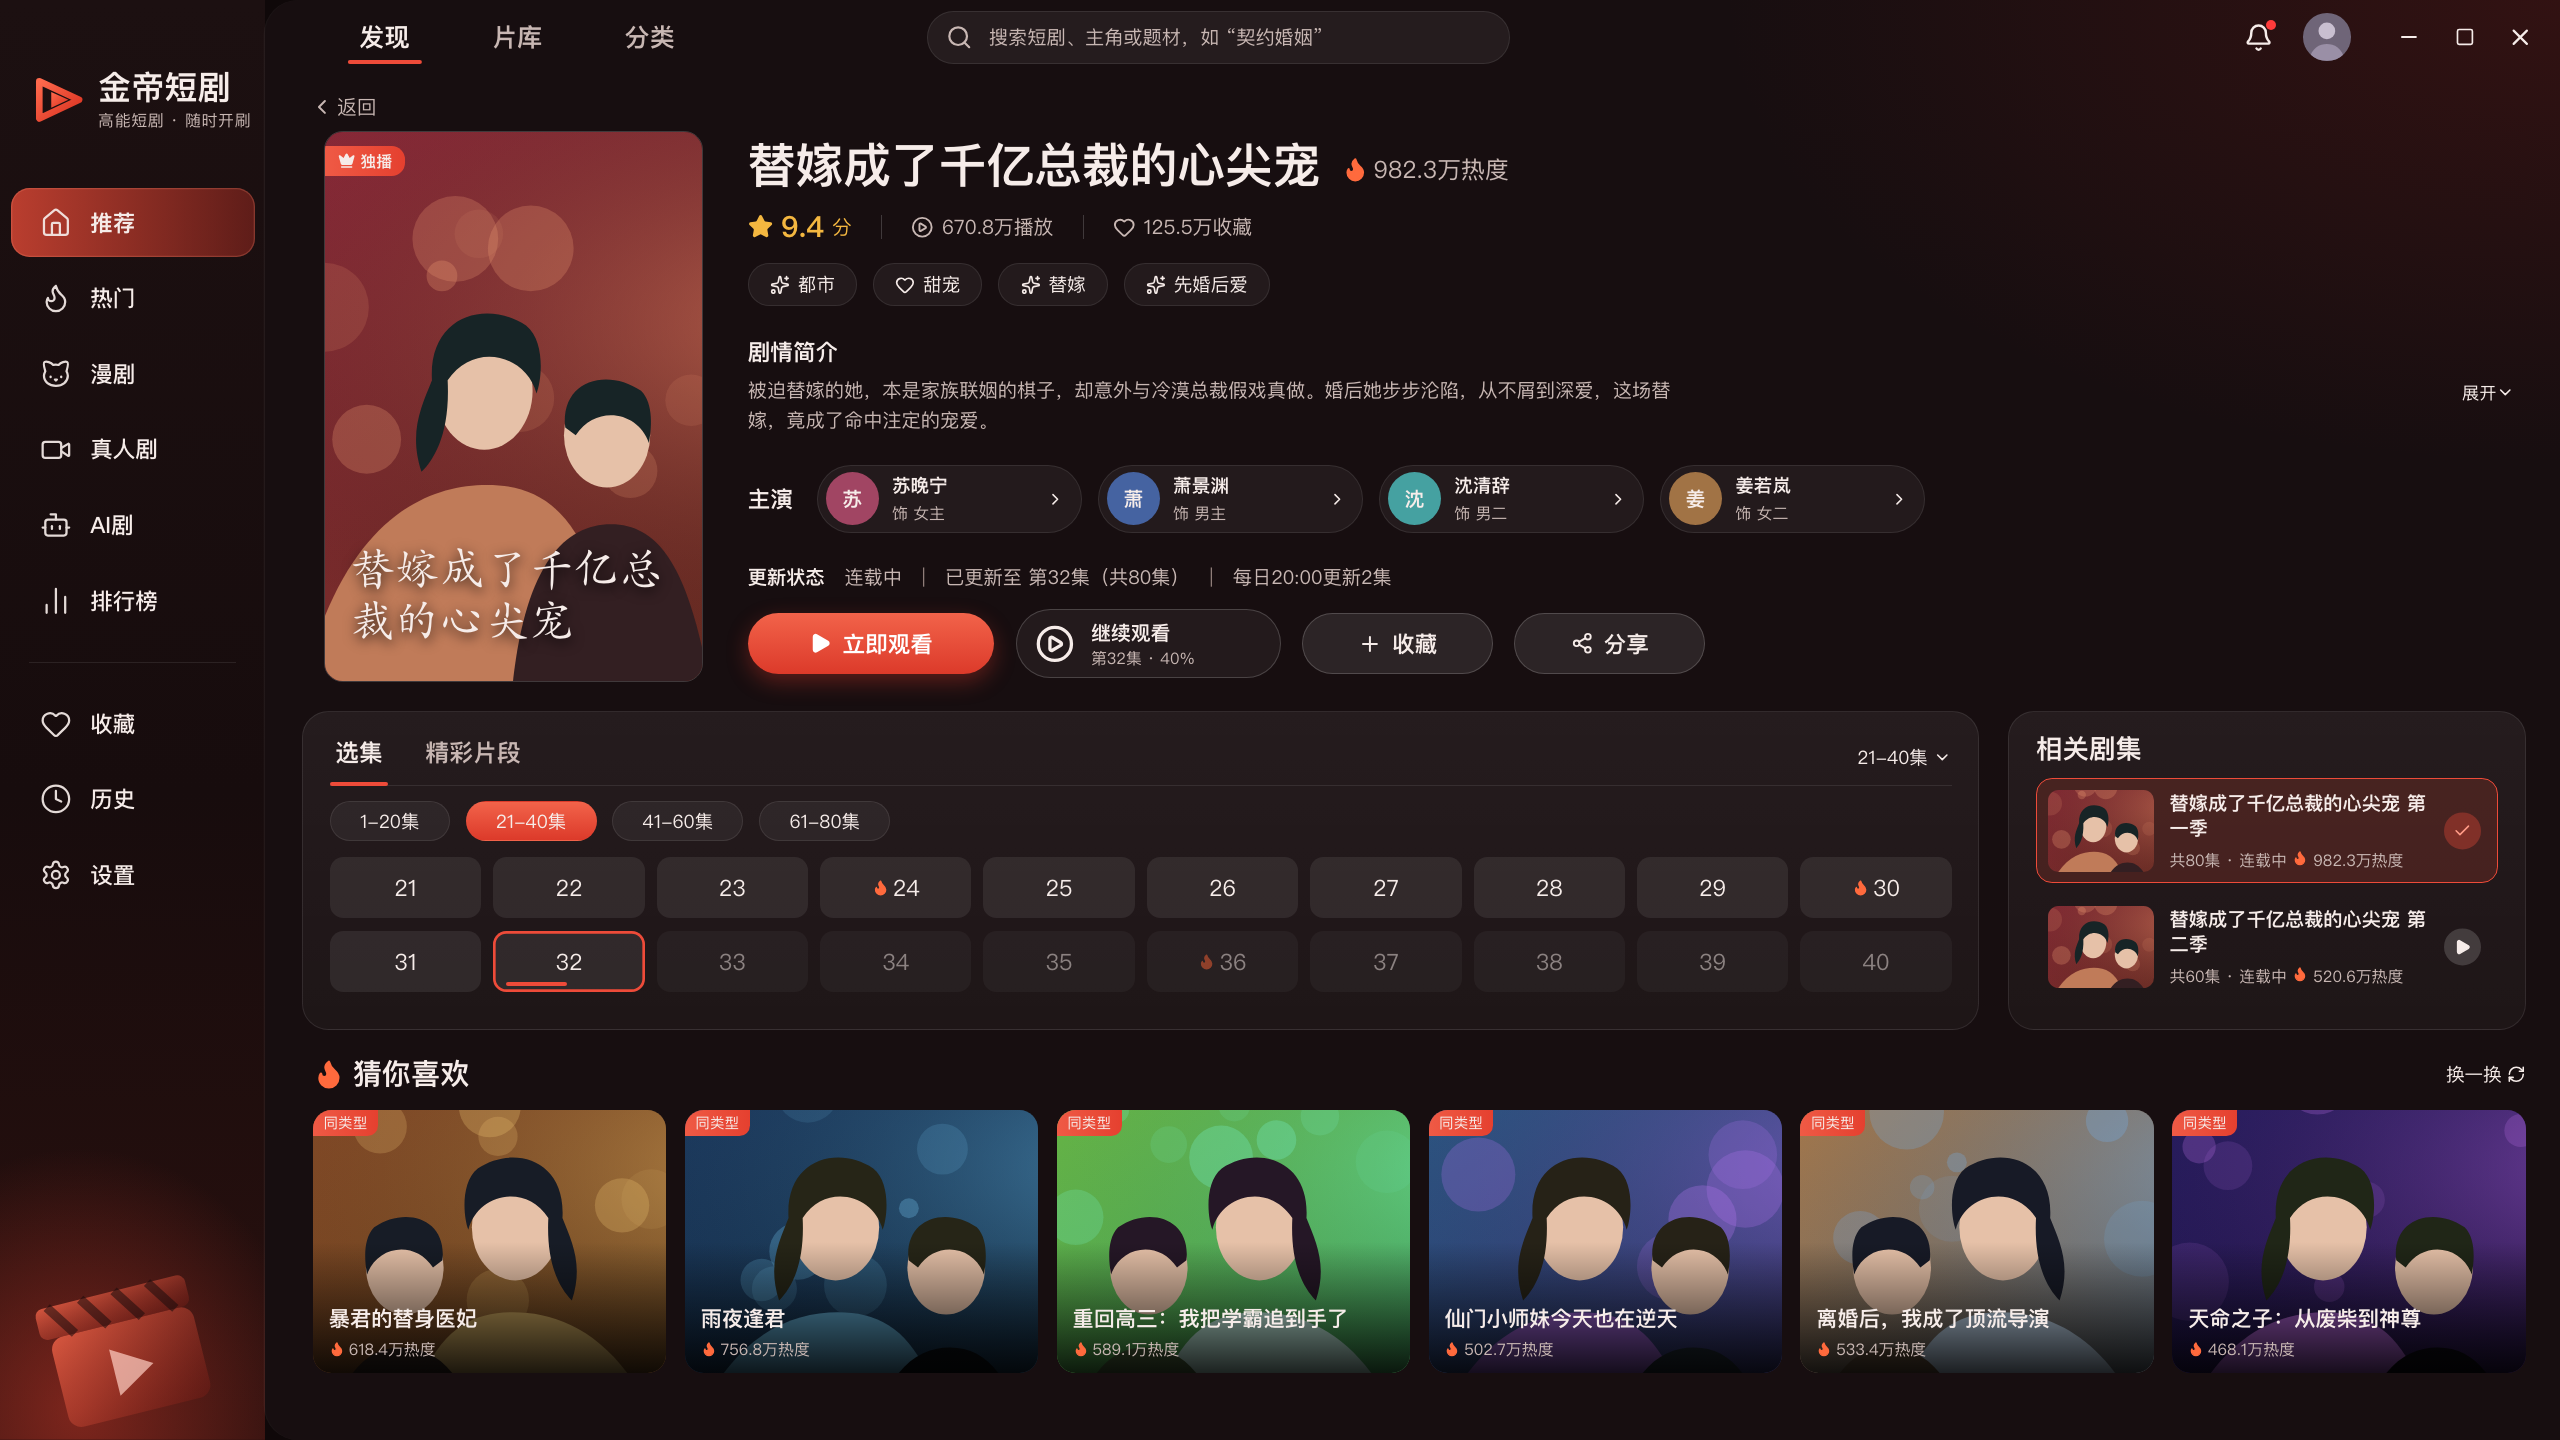 金帝短剧
高能短剧 · 随时开刷
推荐
热门
漫剧
真人剧
AI剧
排行榜
收藏
历史
设置
发现
片库
分类
搜索短剧、主角或题材，如 “契约婚姻”
返回
独播
替嫁成了千亿总
裁的心尖宠
替嫁成了千亿总裁的心尖宠
982.3万热度
9.4 分
670.8万播放
125.5万收藏
都市
甜宠
替嫁
先婚后爱
剧情简介
被迫替嫁的她，本是家族联姻的棋子，却意外与冷漠总裁假戏真做。婚后她步步沦陷，从不屑到深爱，这场替
嫁，竟成了命中注定的宠爱。
展开
主演
苏
苏晚宁
饰 女主
萧
萧景渊
饰 男主
沈
沈清辞
饰 男二
姜
姜若岚
饰 女二
更新状态 连载中 | 已更新至 第32集（共80集） | 每日20:00更新2集
立即观看
继续观看
第32集 · 40%
收藏
分享
选集
精彩片段
21–40集
1–20集
21–40集
41–60集
61–80集
21
22
23
24
25
26
27
28
29
30
31
32
33
34
35
36
37
38
39
40
相关剧集
替嫁成了千亿总裁的心尖宠 第
一季
共80集 · 连载中 982.3万热度
替嫁成了千亿总裁的心尖宠 第
二季
共60集 · 连载中 520.6万热度
猜你喜欢
换一换
同类型
暴君的替身医妃
618.4万热度
同类型
雨夜逢君
756.8万热度
同类型
重回高三：我把学霸追到手了
589.1万热度
同类型
仙门小师妹今天也在逆天
502.7万热度
同类型
离婚后，我成了顶流导演
533.4万热度
同类型
天命之子：从废柴到神尊
468.1万热度